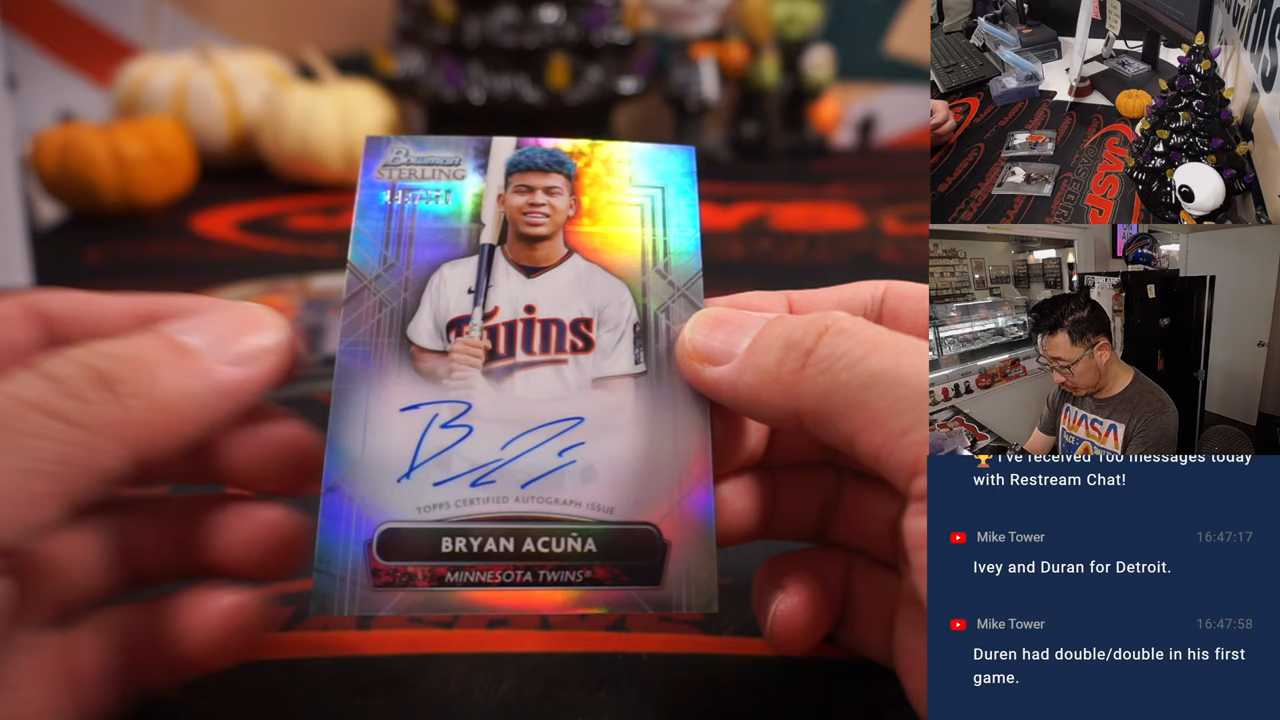 Bowman
STERLING
Twins
TOPPS CERTIFIED AUTOGRAPH ISSUE
BRYAN ACUÑA
MINNESOTA TWINS®
JASP
CASEBR
NASA
I've received 100 messages today
with Restream Chat!
Mike Tower 16:47:17
Ivey and Duran for Detroit.
Mike Tower 16:47:58
Duren had double/double in his first
game.